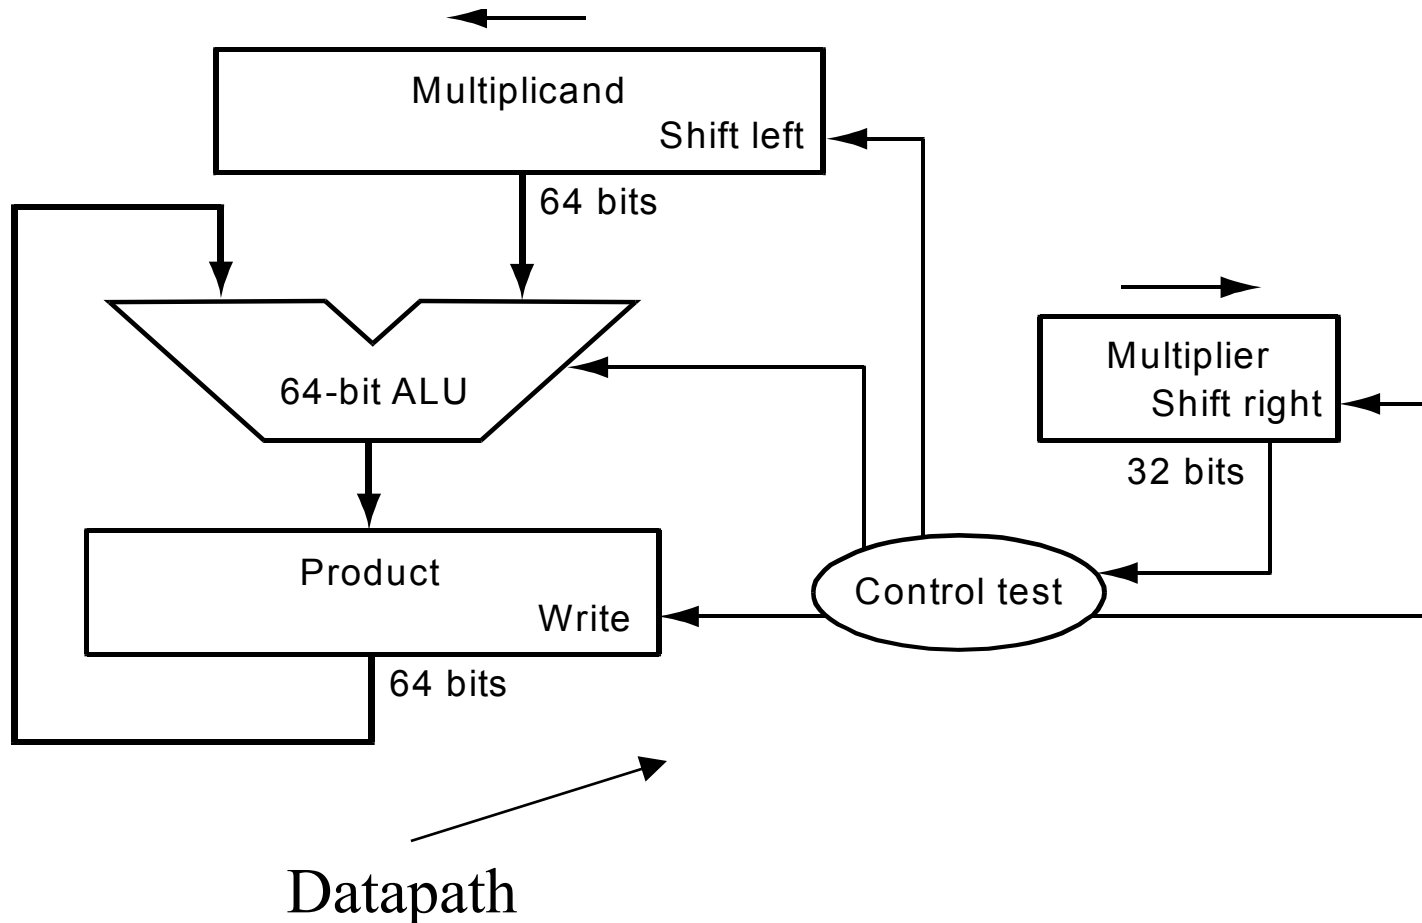 Multiplicand
Shift left
64 bits
64-bit ALU
Multiplier
Shift right
32 bits
Product
Write
Control test
64 bits
Datapath